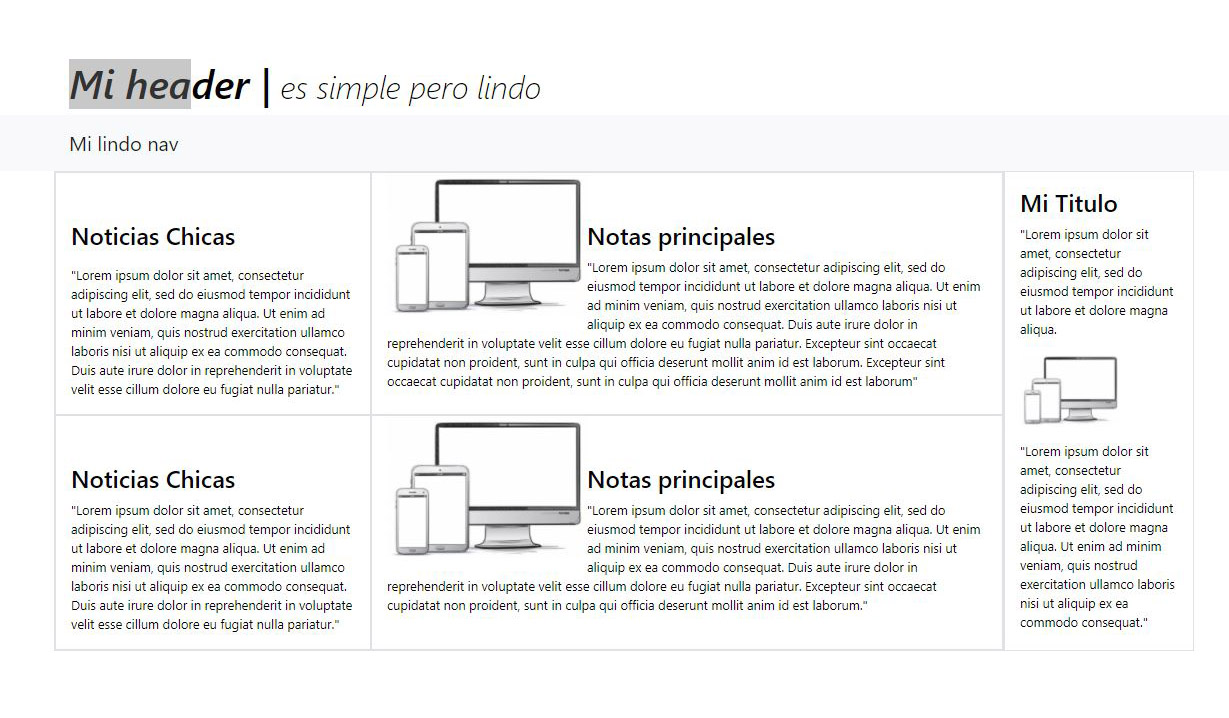 Mi header | es simple pero lindo
Mi lindo nav
Noticias Chicas
"Lorem ipsum dolor sit amet, consectetur
adipiscing elit, sed do eiusmod tempor incididunt
ut labore et dolore magna aliqua. Ut enim ad
minim veniam, quis nostrud exercitation ullamco
laboris nisi ut aliquip ex ea commodo consequat.
Duis aute irure dolor in reprehenderit in voluptate
velit esse cillum dolore eu fugiat nulla pariatur."
Notas principales
"Lorem ipsum dolor sit amet, consectetur adipiscing elit, sed do
eiusmod tempor incididunt ut labore et dolore magna aliqua. Ut enim
ad minim veniam, quis nostrud exercitation ullamco laboris nisi ut
aliquip ex ea commodo consequat. Duis aute irure dolor in
reprehenderit in voluptate velit esse cillum dolore eu fugiat nulla pariatur. Excepteur sint occaecat
cupidatat non proident, sunt in culpa qui officia deserunt mollit anim id est laborum. Excepteur sint
occaecat cupidatat non proident, sunt in culpa qui officia deserunt mollit anim id est laborum"
Noticias Chicas
"Lorem ipsum dolor sit amet, consectetur
adipiscing elit, sed do eiusmod tempor incididunt
ut labore et dolore magna aliqua. Ut enim ad
minim veniam, quis nostrud exercitation ullamco
laboris nisi ut aliquip ex ea commodo consequat.
Duis aute irure dolor in reprehenderit in voluptate
velit esse cillum dolore eu fugiat nulla pariatur."
Notas principales
"Lorem ipsum dolor sit amet, consectetur adipiscing elit, sed do
eiusmod tempor incididunt ut labore et dolore magna aliqua. Ut enim
ad minim veniam, quis nostrud exercitation ullamco laboris nisi ut
aliquip ex ea commodo consequat. Duis aute irure dolor in
reprehenderit in voluptate velit esse cillum dolore eu fugiat nulla pariatur. Excepteur sint occaecat
cupidatat non proident, sunt in culpa qui officia deserunt mollit anim id est laborum."
Mi Titulo
"Lorem ipsum dolor sit
amet, consectetur
adipiscing elit, sed do
eiusmod tempor incididunt
ut labore et dolore magna
aliqua.
"Lorem ipsum dolor sit
amet, consectetur
adipiscing elit, sed do
eiusmod tempor incididunt
ut labore et dolore magna
aliqua. Ut enim ad minim
veniam, quis nostrud
exercitation ullamco laboris
nisi ut aliquip ex ea
commodo consequat."